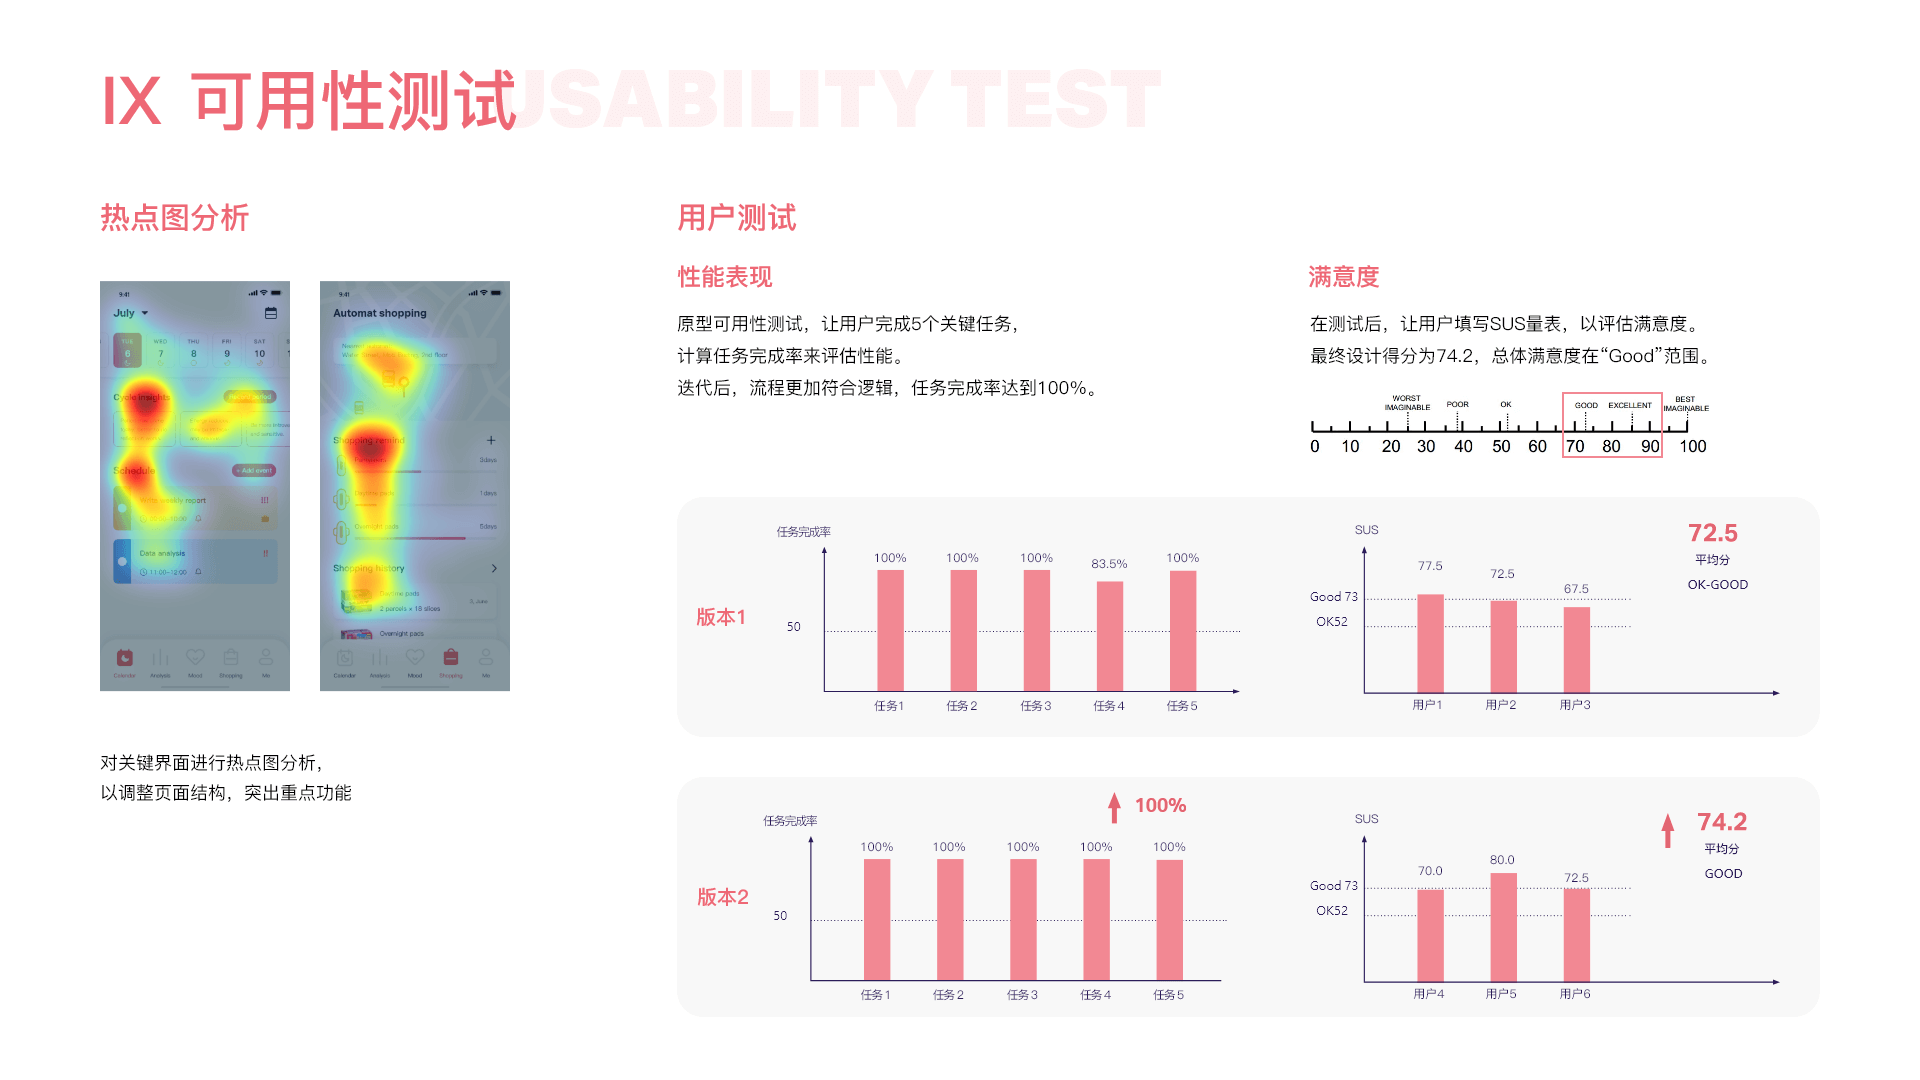 IX 可用性测试
USABILITY TEST
热点图分析
9:41
July
TUE WED THU FRI SAT
6 7 8 9 10
Cycle Insights
Schedule
+ Add event
weekly report
Data analysis
11:00-12:00
Calendar Analysis Mood Shopping Me
9:41
Automat shopping
2nd floor
Shopping remind
3days
Daytime pads
1days
Overnight pads
5days
Shopping history
Daytime pads
2 parcels + 18 slices
3, June
Overnight pads
Calendar Analysis Mood Shopping Me
对关键界面进行热点图分析，
以调整页面结构，突出重点功能
用户测试
性能表现
原型可用性测试，让用户完成5个关键任务，
计算任务完成率来评估性能。
迭代后，流程更加符合逻辑，任务完成率达到100%。
满意度
在测试后，让用户填写SUS量表，以评估满意度。
最终设计得分为74.2，总体满意度在“Good”范围。
WORST IMAGINABLE
POOR
OK
GOOD
EXCELLENT
BEST IMAGINABLE
0 10 20 30 40 50 60 70 80 90 100
版本1
任务完成率
100% 100% 100% 83.5% 100%
50
任务1 任务2 任务3 任务4 任务5
SUS
77.5 72.5 67.5
Good 73
OK52
用户1 用户2 用户3
72.5
平均分
OK-GOOD
版本2
任务完成率
100%
100% 100% 100% 100% 100%
50
任务1 任务2 任务3 任务4 任务5
SUS
70.0 80.0 72.5
Good 73
OK52
用户4 用户5 用户6
74.2
平均分
GOOD